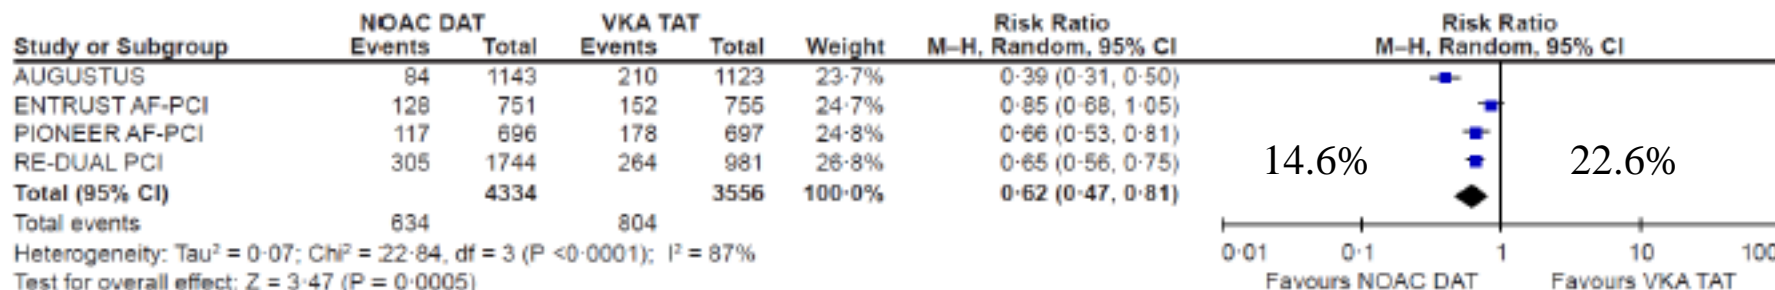 NOAC DAT VKA TAT Risk Ratio Risk Ratio
Study or Subgroup Events Total Events Total Weight M–H, Random, 95% CI M–H, Random, 95% CI
AUGUSTUS 84 1143 210 1123 23·7% 0·39 (0·31, 0·50)
ENTRUST AF-PCI 128 751 152 755 24·7% 0·85 (0·68, 1·05)
PIONEER AF-PCI 117 696 178 697 24·8% 0·66 (0·53, 0·81)
RE-DUAL PCI 305 1744 264 981 26·8% 0·65 (0·56, 0·75) 14.6% 22.6%
Total (95% CI) 4334 3556 100·0% 0·62 (0·47, 0·81)
Total events 634 804
Heterogeneity: Tau² = 0·07; Chi² = 22·84, df = 3 (P <0·0001); I² = 87% 0·01 0·1 1 10 100
Test for overall effect: Z = 3·47 (P = 0·0005) Favours NOAC DAT Favours VKA TAT